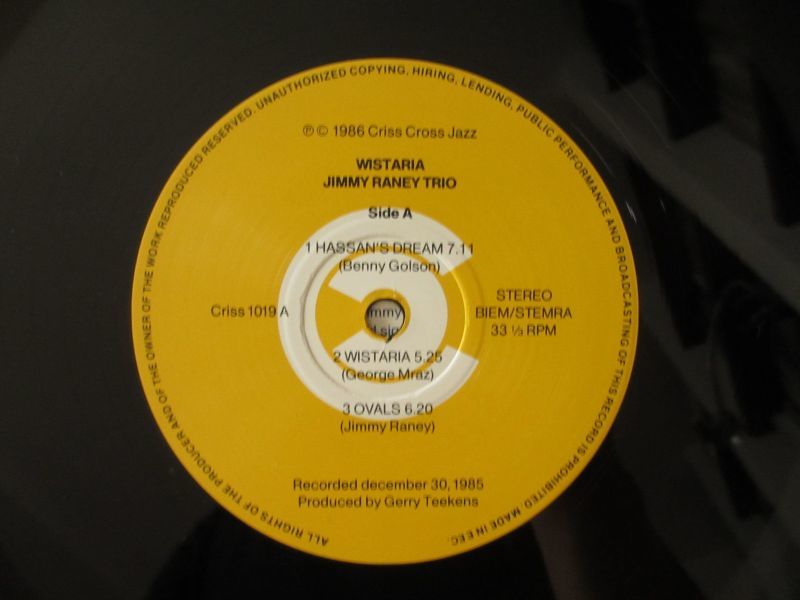 ALL RIGHTS OF THE PRODUCER AND OF THE OWNER OF THE WORK REPRODUCED RESERVED. UNAUTHORIZED COPYING, HIRING, LENDING, PUBLIC PERFORMANCE AND BROADCASTING OF THIS RECORD IS PROHIBITED MADE IN EEC.
℗ © 1986 Criss Cross Jazz
WISTARIA
JIMMY RANEY TRIO
Side A
1 HASSAN'S DREAM 7.11
(Benny Golson)
Criss 1019 A
STEREO
BIEM/STEMRA
33 ⅓ RPM
2 WISTARIA 5.25
(George Mraz)
3 OVALS 6.20
(Jimmy Raney)
Recorded december 30, 1985
Produced by Gerry Teekens